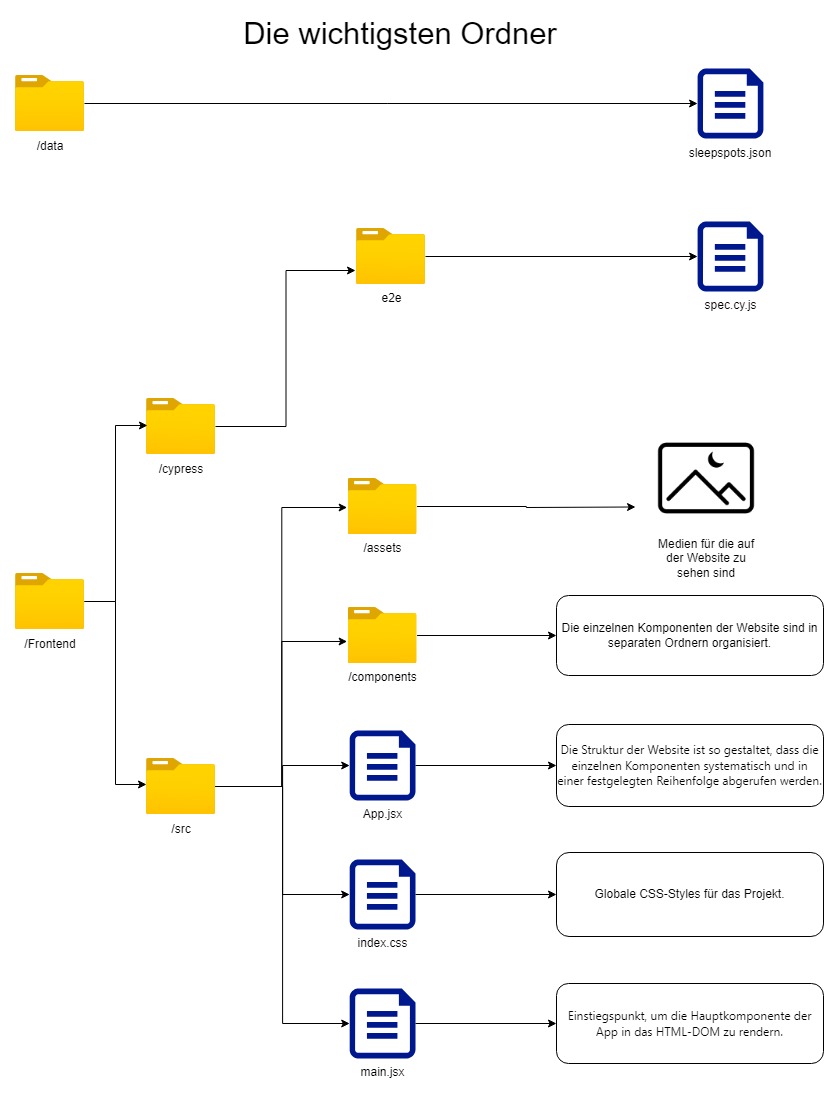 Die wichtigsten Ordner
/data
sleepspots.json
e2e
spec.cy.js
/cypress
/assets
Medien für die auf
der Website zu
sehen sind
/Frontend
/components
Die einzelnen Komponenten der Website sind in
separaten Ordnern organisiert.
/src
App.jsx
Die Struktur der Website ist so gestaltet, dass die
einzelnen Komponenten systematisch und in
einer festgelegten Reihenfolge abgerufen werden.
index.css
Globale CSS-Styles für das Projekt.
main.jsx
Einstiegspunkt, um die Hauptkomponente der
App in das HTML-DOM zu rendern.